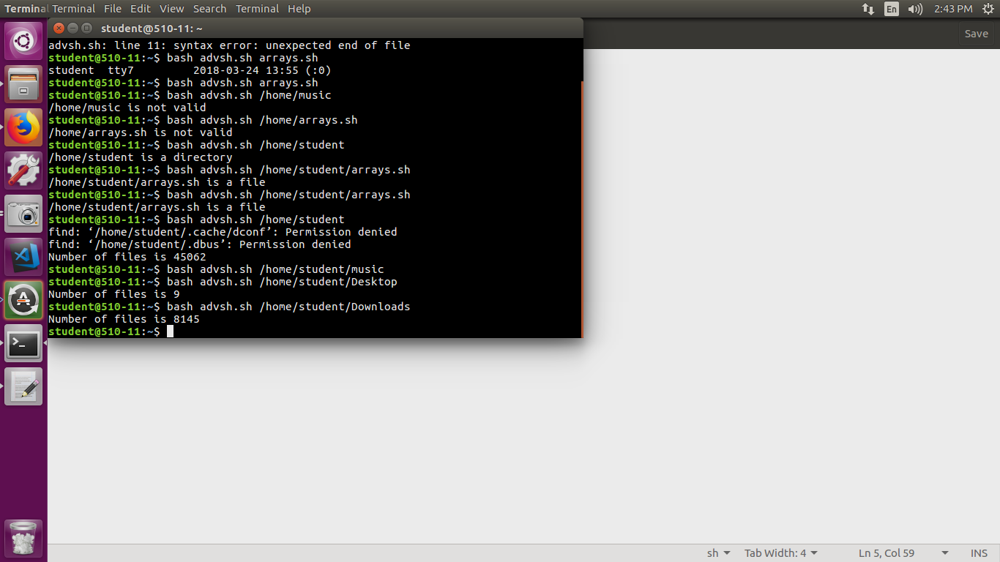 Terminal Terminal File Edit View Search Terminal Help En 2:43 PM
student@510-11: ~
Save
advsh.sh: line 11: syntax error: unexpected end of file
student@510-11:~$ bash advsh.sh arrays.sh
student  tty7         2018-03-24 13:55 (:0)
student@510-11:~$ bash advsh.sh arrays.sh
student@510-11:~$ bash advsh.sh /home/music
/home/music is not valid
student@510-11:~$ bash advsh.sh /home/arrays.sh
/home/arrays.sh is not valid
student@510-11:~$ bash advsh.sh /home/student
/home/student is a directory
student@510-11:~$ bash advsh.sh /home/student/arrays.sh
/home/student/arrays.sh is a file
student@510-11:~$ bash advsh.sh /home/student/arrays.sh
/home/student/arrays.sh is a file
student@510-11:~$ bash advsh.sh /home/student
find: ‘/home/student/.cache/dconf’: Permission denied
find: ‘/home/student/.dbus’: Permission denied
Number of files is 45062
student@510-11:~$ bash advsh.sh /home/student/music
student@510-11:~$ bash advsh.sh /home/student/Desktop
Number of files is 9
student@510-11:~$ bash advsh.sh /home/student/Downloads
Number of files is 8145
student@510-11:~$
sh Tab Width: 4 Ln 5, Col 59 INS